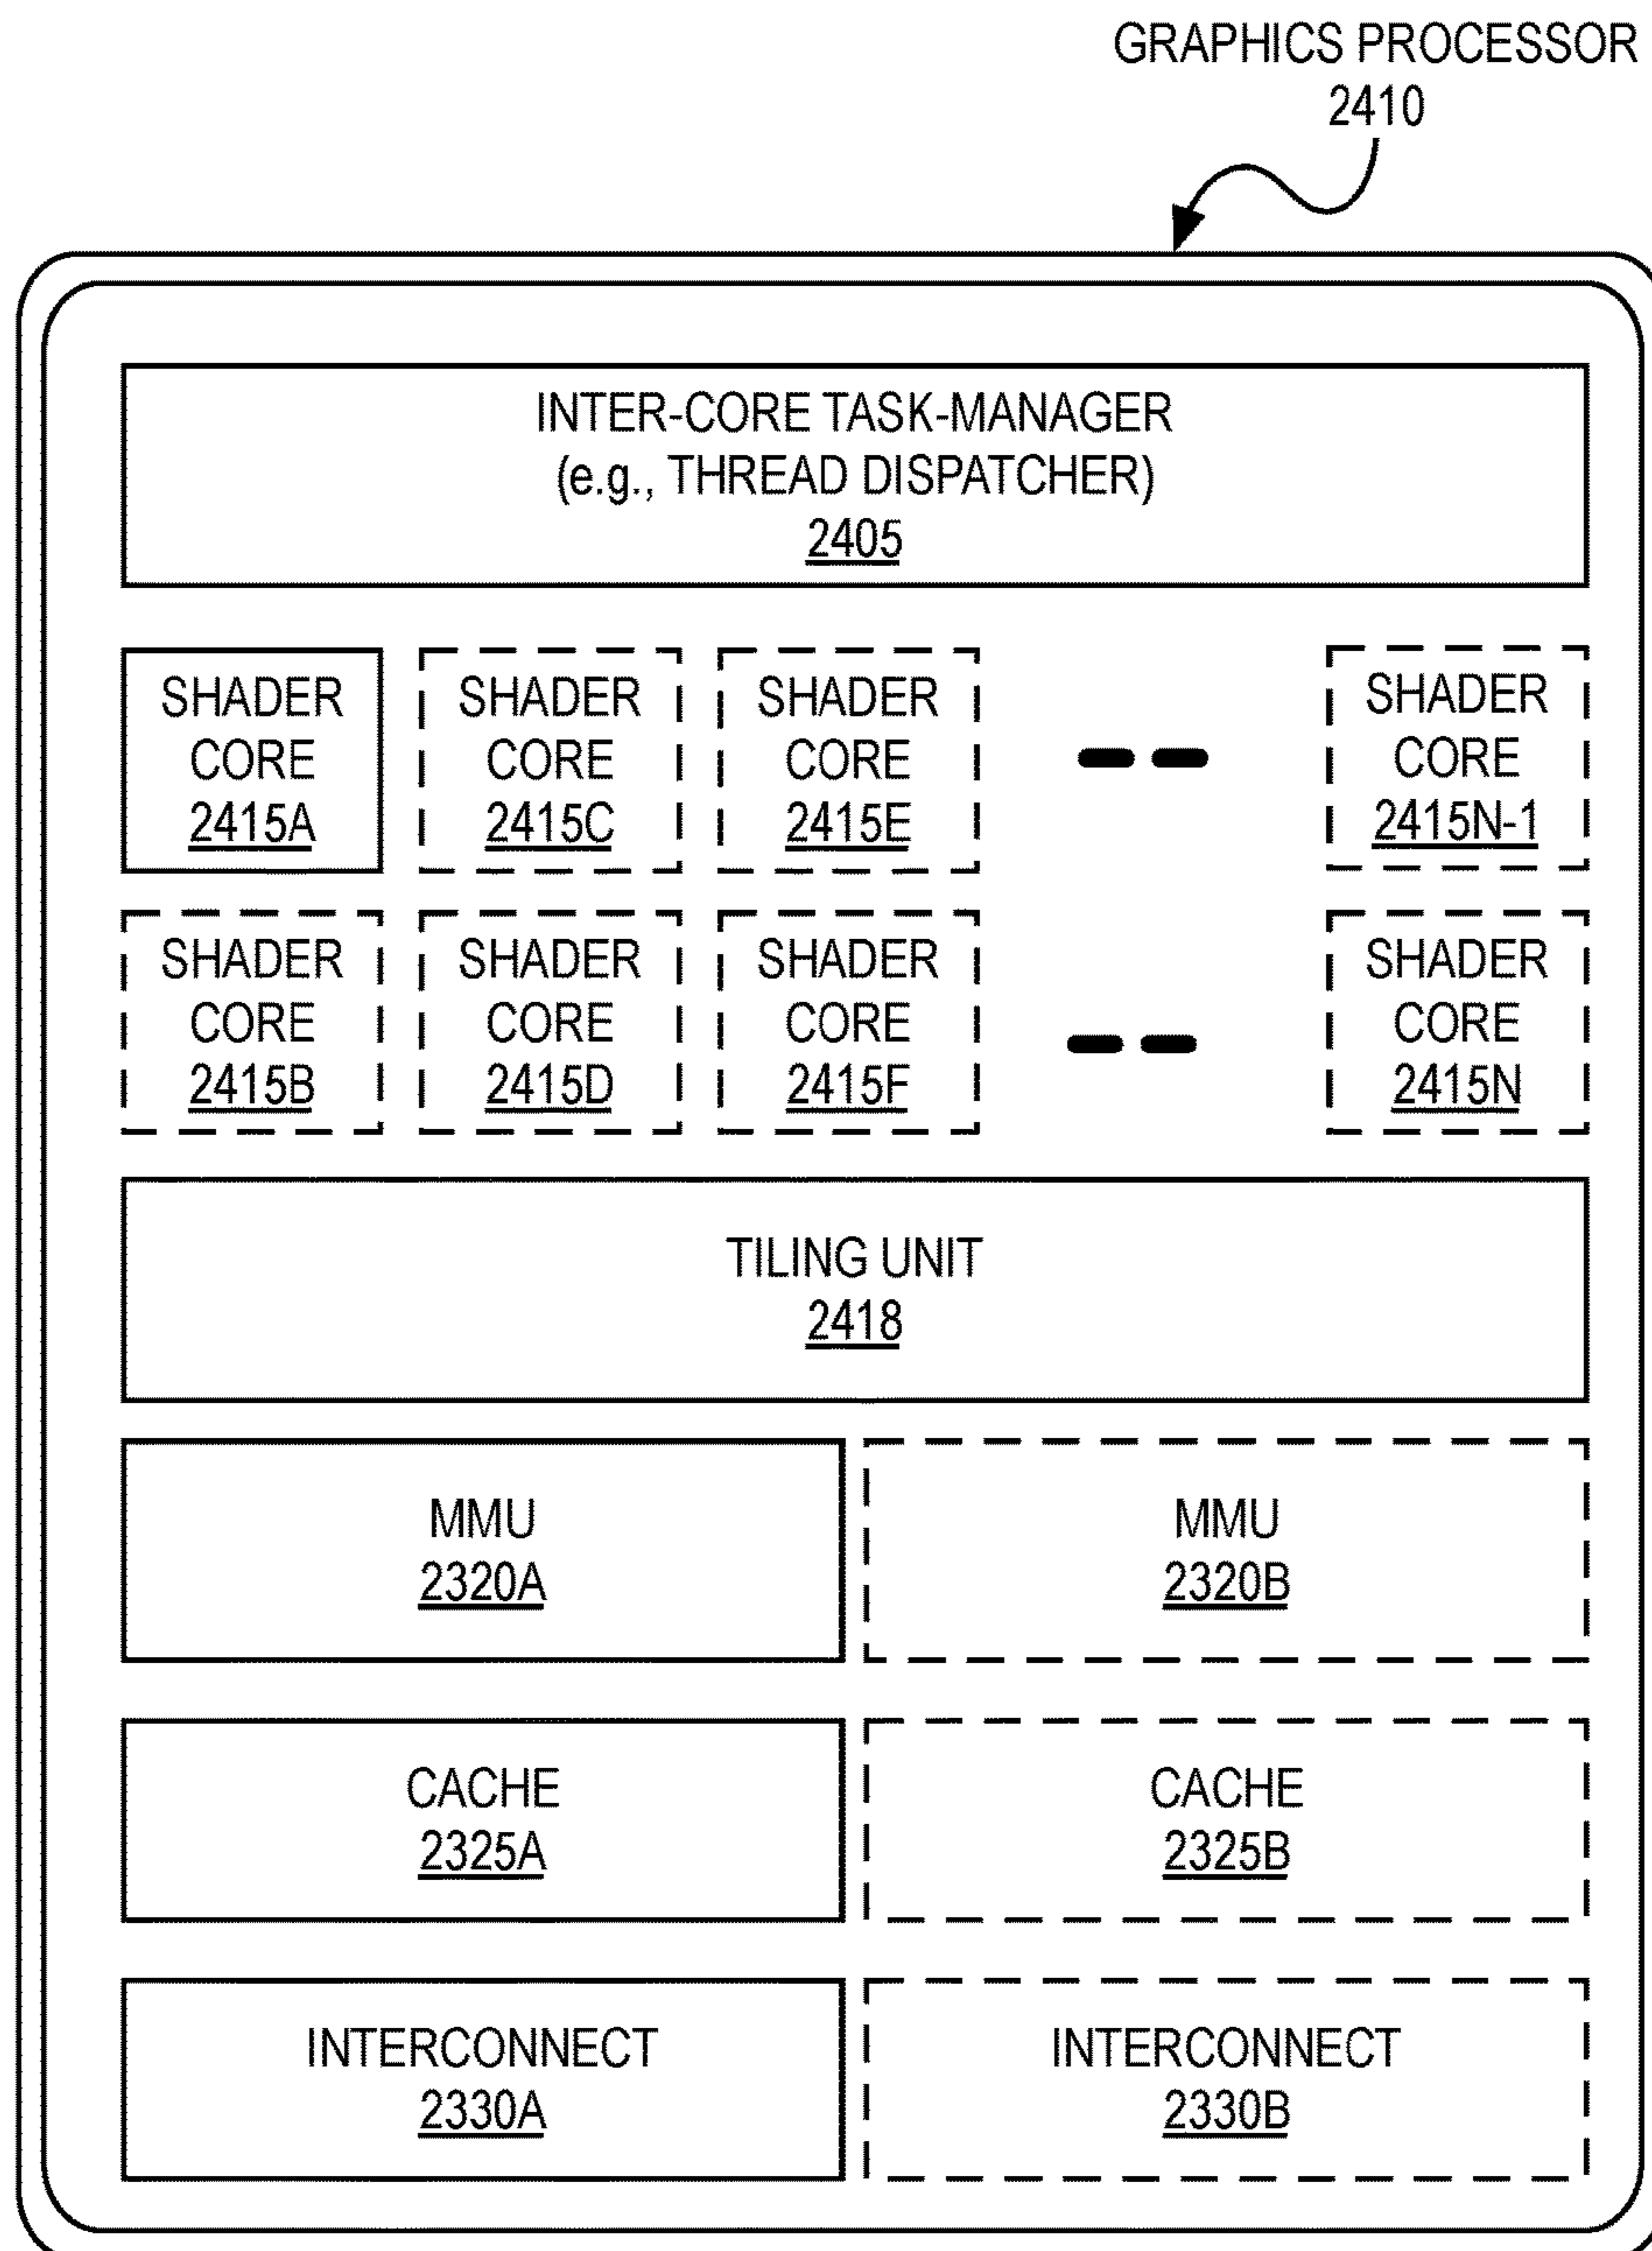 GRAPHICS PROCESSOR
2410
INTER-CORE TASK-MANAGER
(e.g., THREAD DISPATCHER)
2405
SHADER
CORE
2415A
SHADER
CORE
2415C
SHADER
CORE
2415E
SHADER
CORE
2415N-1
SHADER
CORE
2415B
SHADER
CORE
2415D
SHADER
CORE
2415F
SHADER
CORE
2415N
TILING UNIT
2418
MMU
2320A
MMU
2320B
CACHE
2325A
CACHE
2325B
INTERCONNECT
2330A
INTERCONNECT
2330B